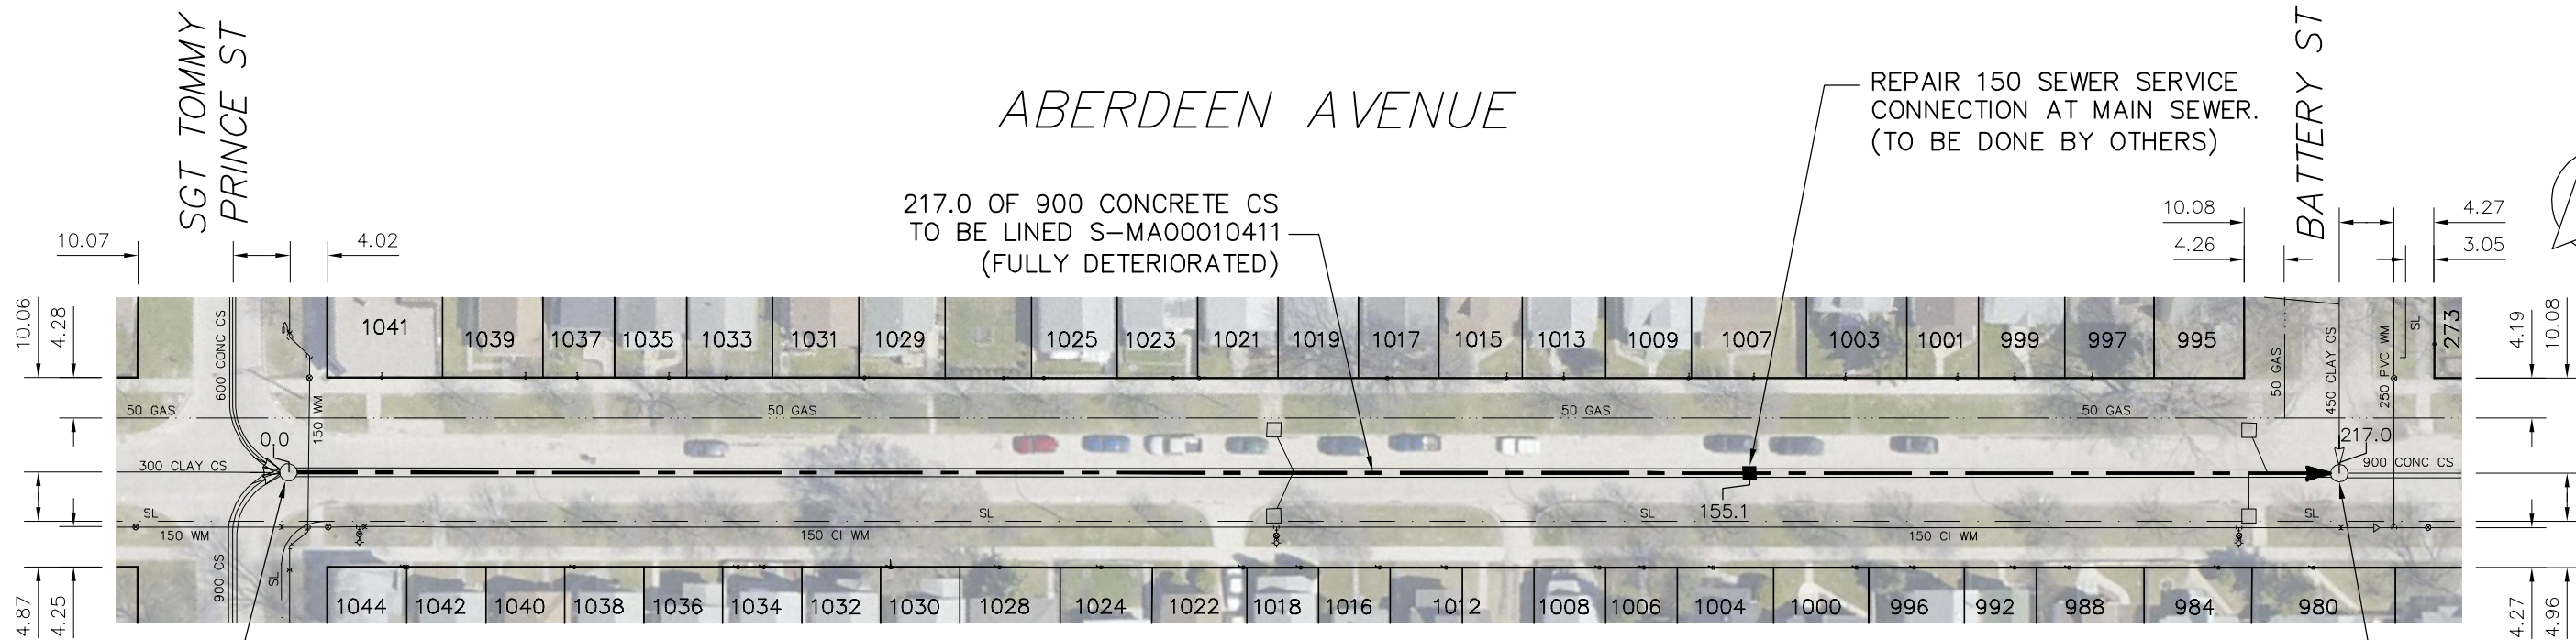 SGT TOMMY
PRINCE ST
ABERDEEN AVENUE
REPAIR 150 SEWER SERVICE
CONNECTION AT MAIN SEWER.
(TO BE DONE BY OTHERS)
BATTERY ST
217.0 OF 900 CONCRETE CS
TO BE LINED S-MA00010411
(FULLY DETERIORATED)
10.07
4.02
10.08
4.26
4.27
3.05
10.06
4.28
4.19
10.08
600 CONC CS
1041
1039
1037
1035
1033
1031
1029
1025
1023
1021
1019
1017
1015
1013
1009
1007
1003
1001
999
997
995
273
50 GAS
450 CLAY CS
250 PVC WM
SL
50 GAS
150 WM
50 GAS
50 GAS
50 GAS
0.0
217.0
300 CLAY CS
900 CONC CS
155.1
SL
SL
SL
SL
150 WM
150 CI WM
150 CI WM
900 CS
SL
1044
1042
1040
1038
1036
1034
1032
1030
1028
1024
1022
1018
1016
1012
1008
1006
1004
1000
996
992
988
984
980
4.87
4.25
4.27
4.96